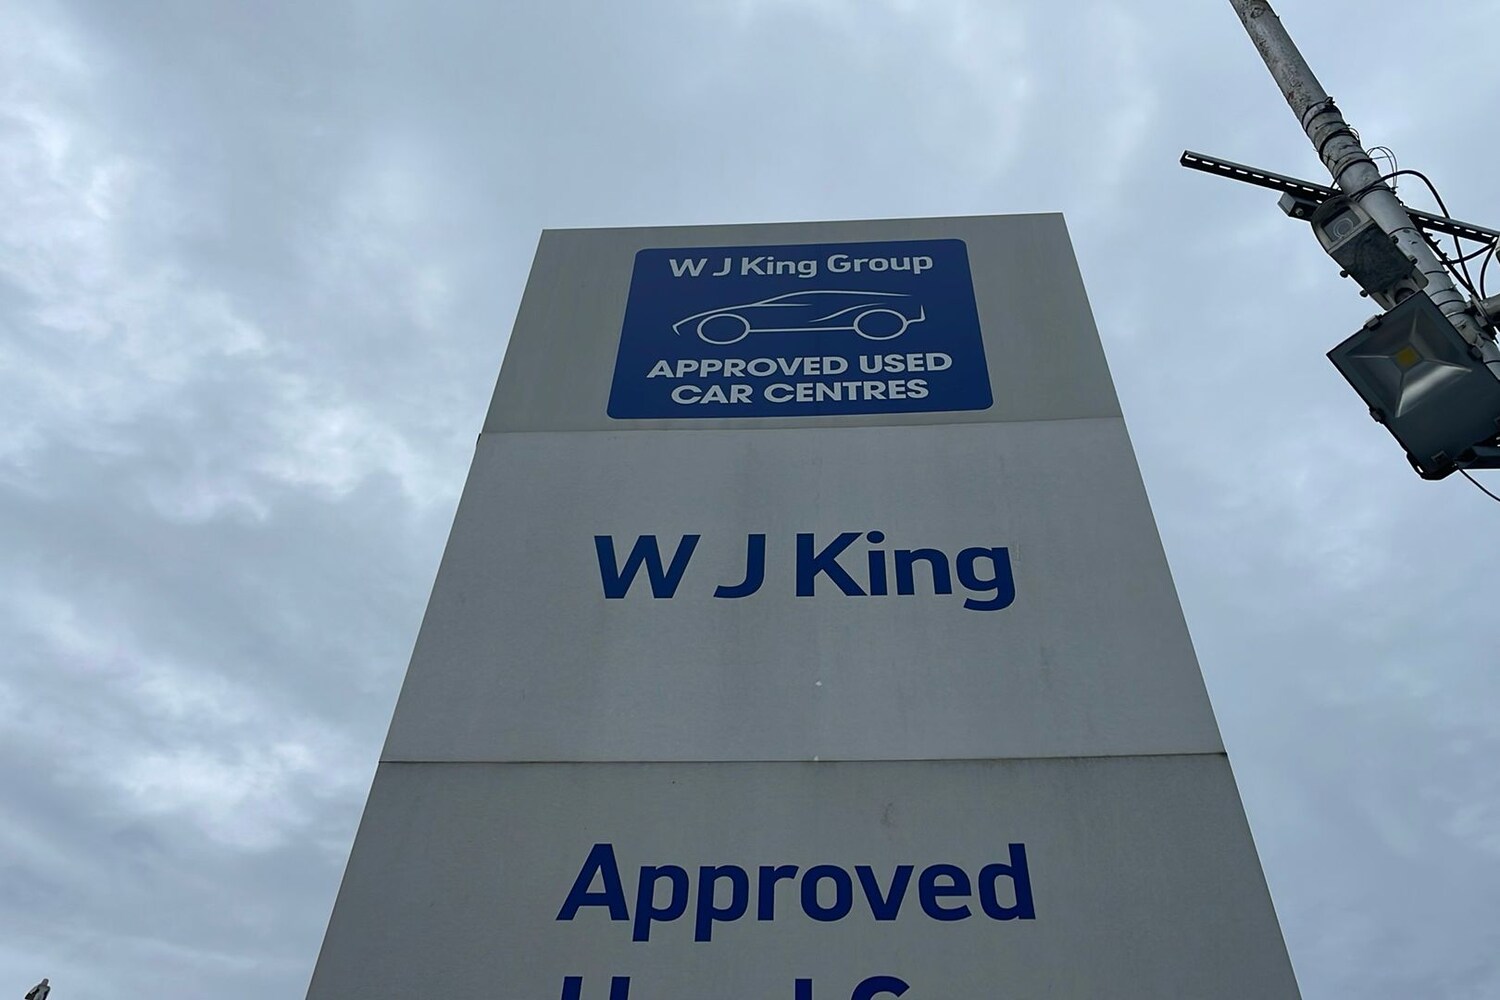 W J King Group
APPROVED USED
CAR CENTRES
W J King
Approved